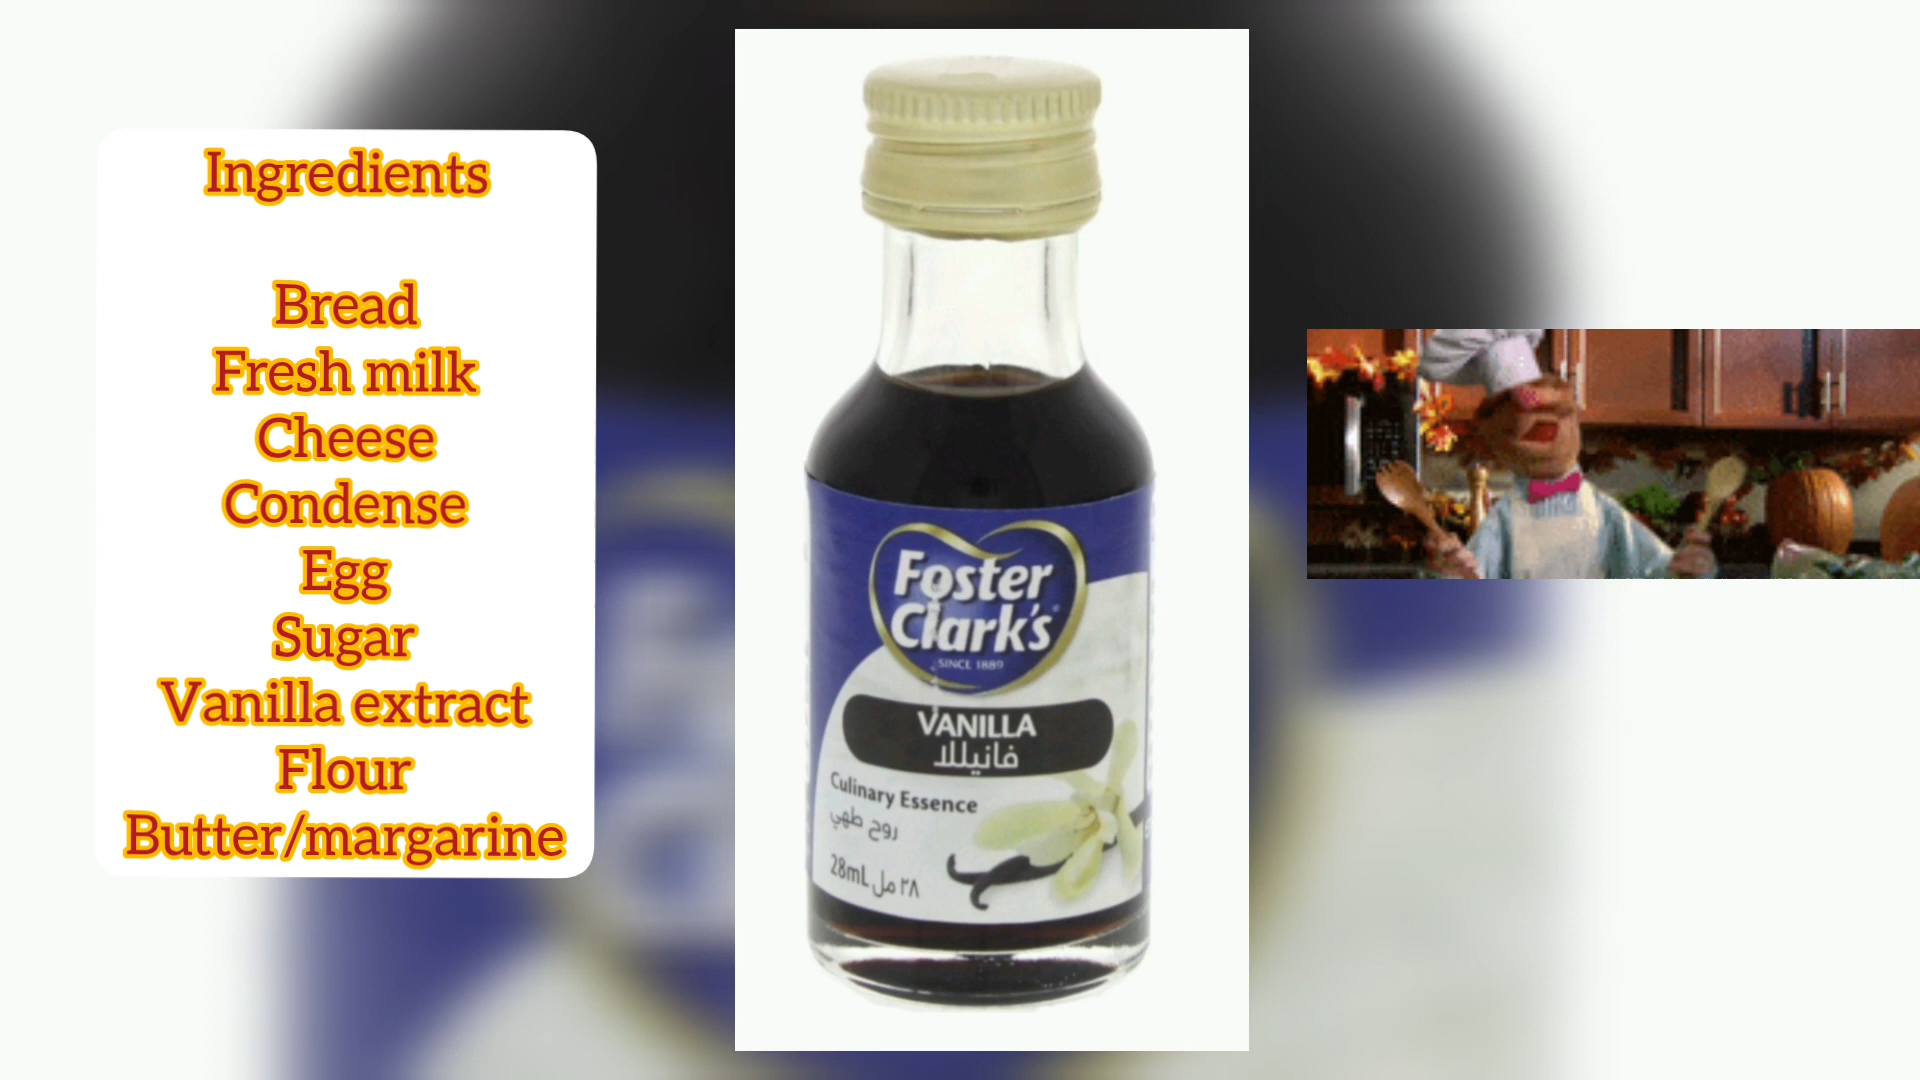 Ingredients
Bread
Fresh milk
Cheese
Condense
Egg
Sugar
Vanilla extract
Flour
Butter/margarine
Foster
Clark's
SINCE 1889
VANILLA
فانيللا
Culinary Essence
روح طهي
28mL ٢٨ مل